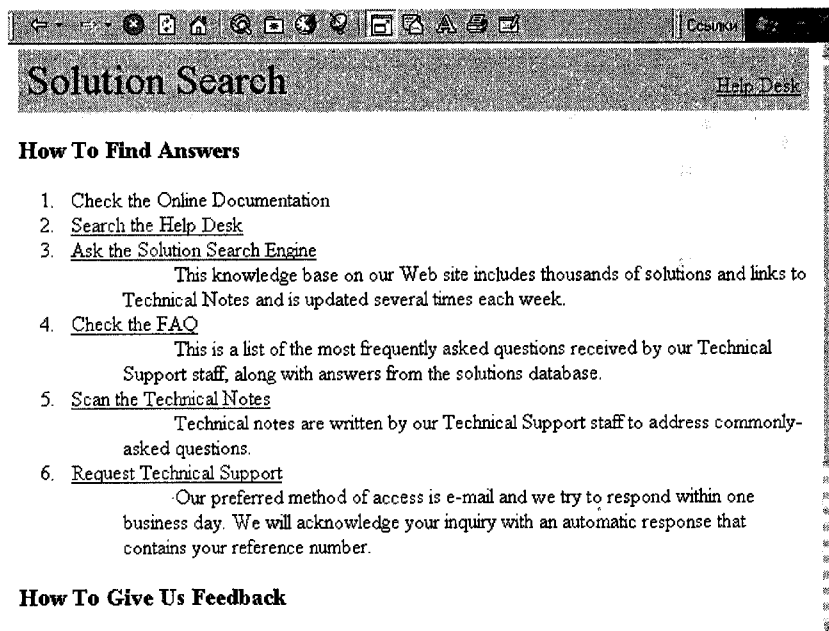 Ссылки
Solution Search
Help Desk
How To Find Answers
1. Check the Online Documentation
2. Search the Help Desk
3. Ask the Solution Search Engine
This knowledge base on our Web site includes thousands of solutions and links to
Technical Notes and is updated several times each week.
4. Check the FAQ
This is a list of the most frequently asked questions received by our Technical
Support staff, along with answers from the solutions database.
5. Scan the Technical Notes
Technical notes are written by our Technical Support staff to address commonly-
asked questions.
6. Request Technical Support
Our preferred method of access is e-mail and we try to respond within one
business day. We will acknowledge your inquiry with an automatic response that
contains your reference number.
How To Give Us Feedback